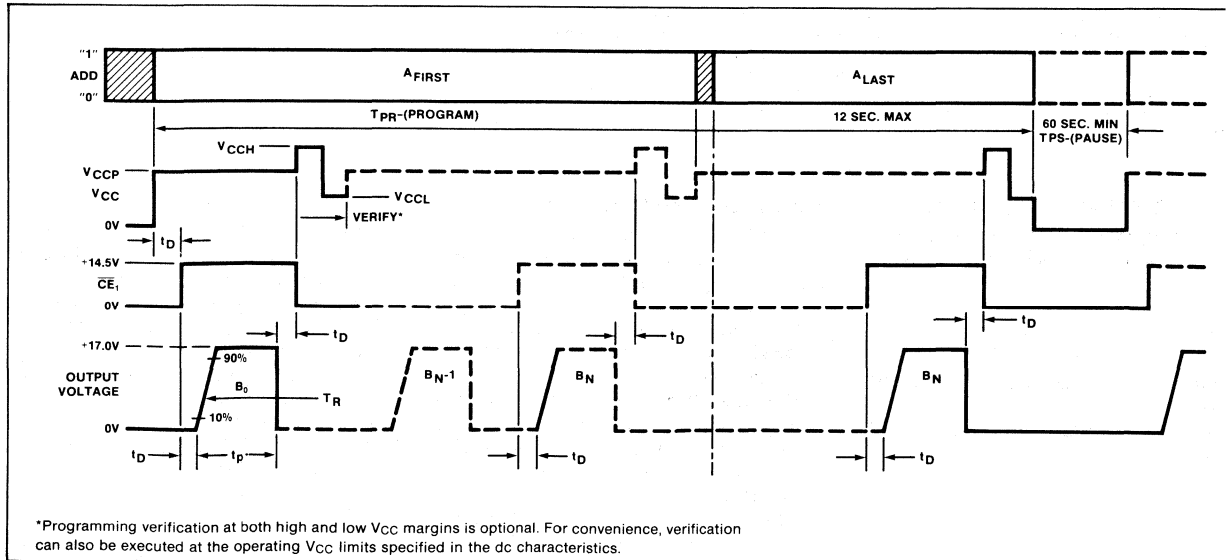 "1"
ADD
"0"
A FIRST
A LAST
TPR-(PROGRAM)
12 SEC. MAX
60 SEC. MIN
TPS-(PAUSE)
VCCH
VCCP
VCC
0V
VCCL
VERIFY*
tD
+14.5V
CE1
0V
tD
tD
tD
+17.0V
90%
OUTPUT
VOLTAGE
B0
TR
10%
0V
BN-1
BN
BN
tD
tp
tD
tD
*Programming verification at both high and low VCC margins is optional. For convenience, verification
can also be executed at the operating VCC limits specified in the dc characteristics.